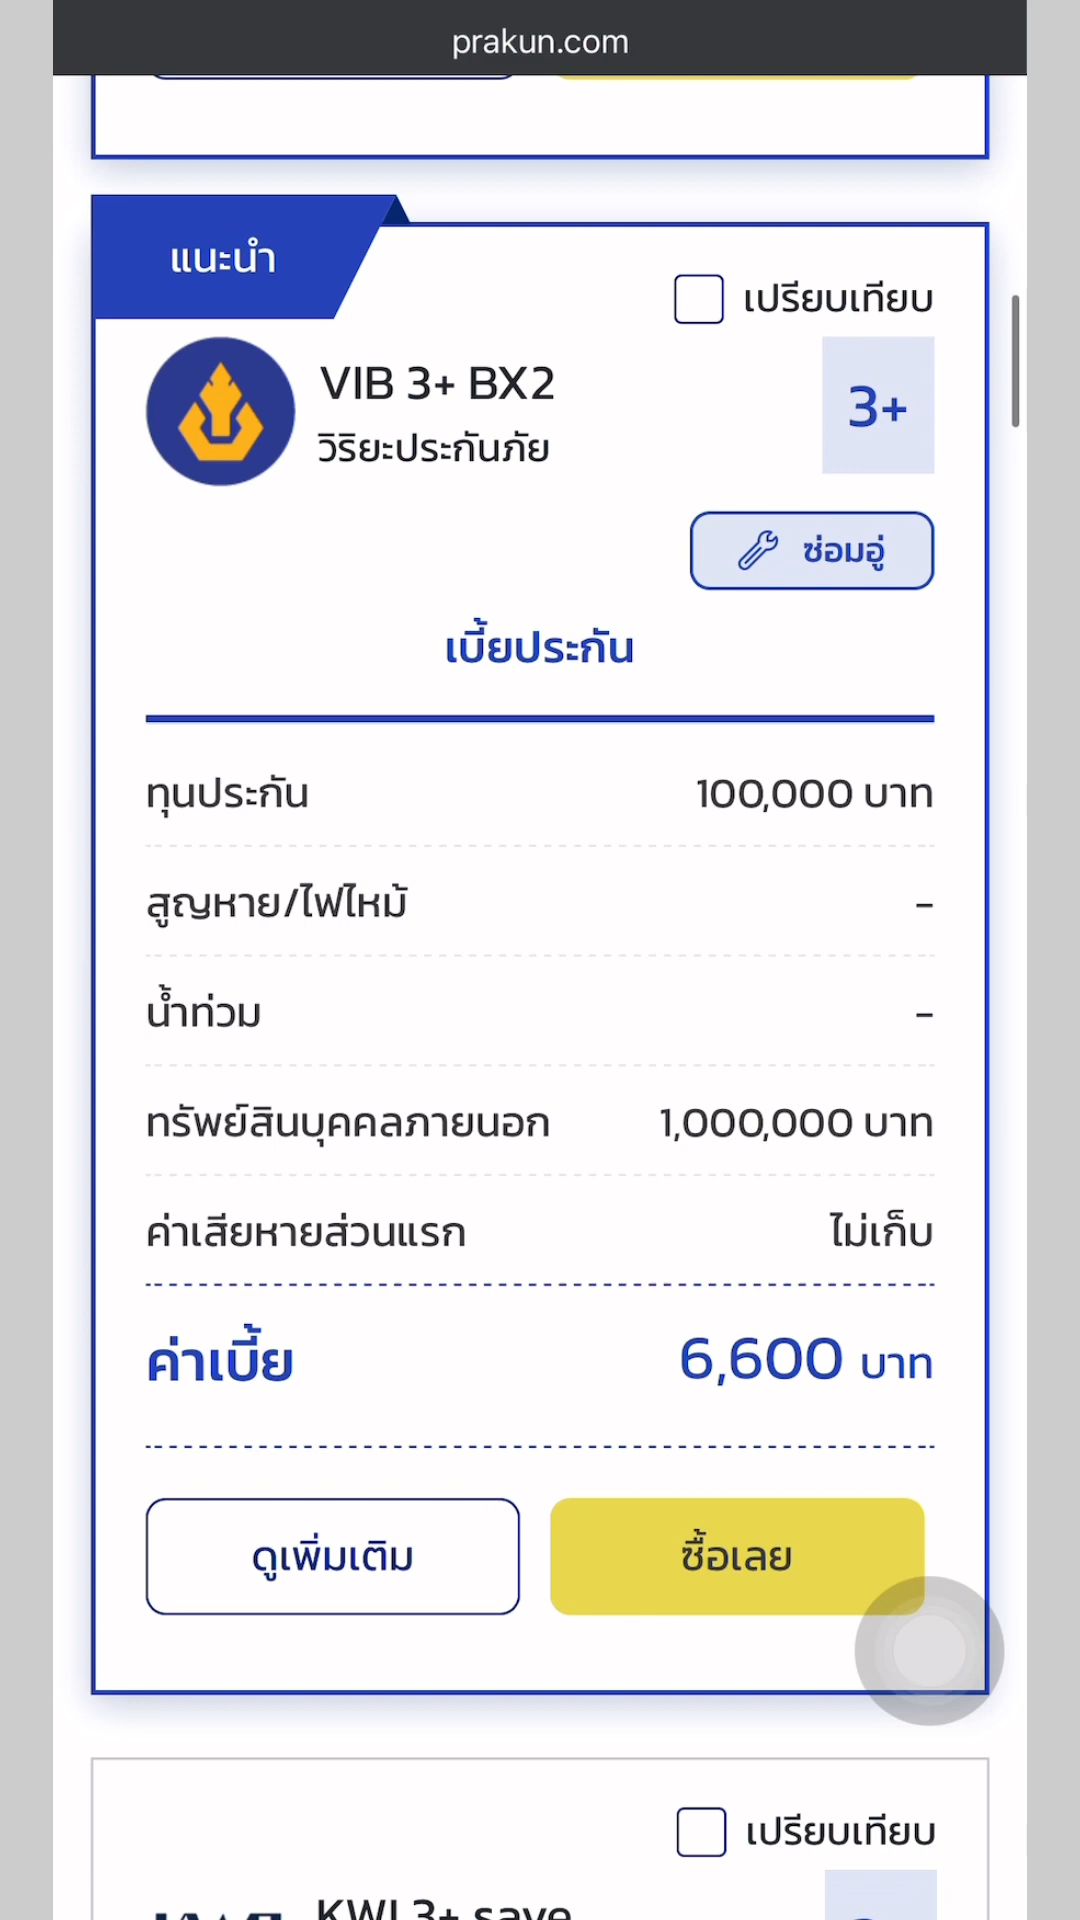 prakun.com
แนะนำ
เปรียบเทียบ
VIB 3+ BX2
3+
วิริยะประกันภัย
ซ่อมอู่
เบี้ยประกัน
ทุนประกัน 100,000 บาท
สูญหาย/ไฟไหม้ -
น้ำท่วม -
ทรัพย์สินบุคคลภายนอก 1,000,000 บาท
ค่าเสียหายส่วนแรก ไม่เก็บ
ค่าเบี้ย 6,600 บาท
ดูเพิ่มเติม ซื้อเลย
เปรียบเทียบ
KWI 3+ save